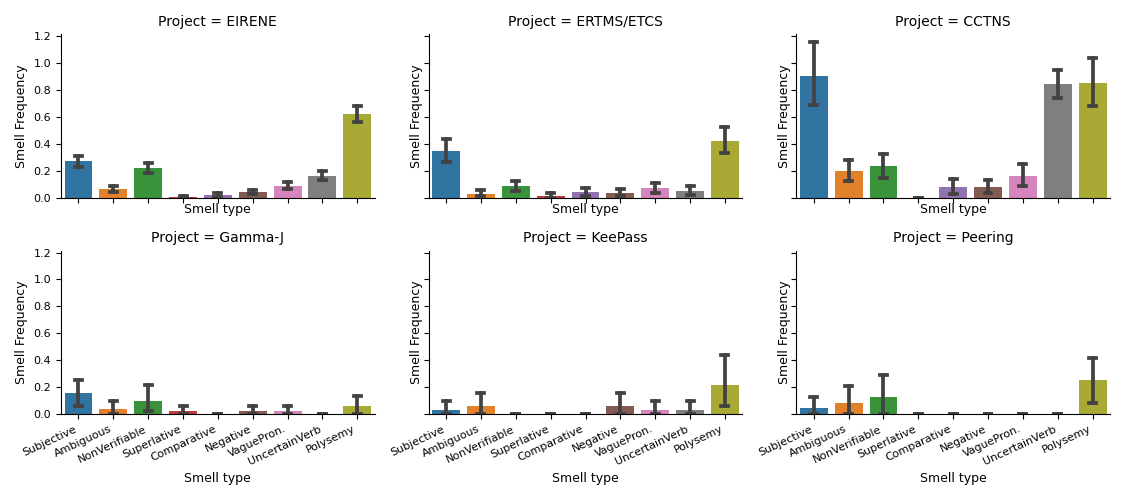 Project = EIRENE
Project = ERTMS/ETCS
Project = CCTNS
1.2
1.0
0.8
0.6
0.4
0.2
0.0
Smell Frequency
Smell Frequency
Smell Frequency
Smell type
Smell type
Smell type
Project = Gamma-J
Project = KeePass
Project = Peering
1.2
1.0
0.8
0.6
0.4
0.2
0.0
Smell Frequency
Smell Frequency
Smell Frequency
Subjective
Ambiguous
NonVerifiable
Superlative
Comparative
Negative
VaguePron.
UncertainVerb
Polysemy
Subjective
Ambiguous
NonVerifiable
Superlative
Comparative
Negative
VaguePron.
UncertainVerb
Polysemy
Subjective
Ambiguous
NonVerifiable
Superlative
Comparative
Negative
VaguePron.
UncertainVerb
Polysemy
Smell type
Smell type
Smell type